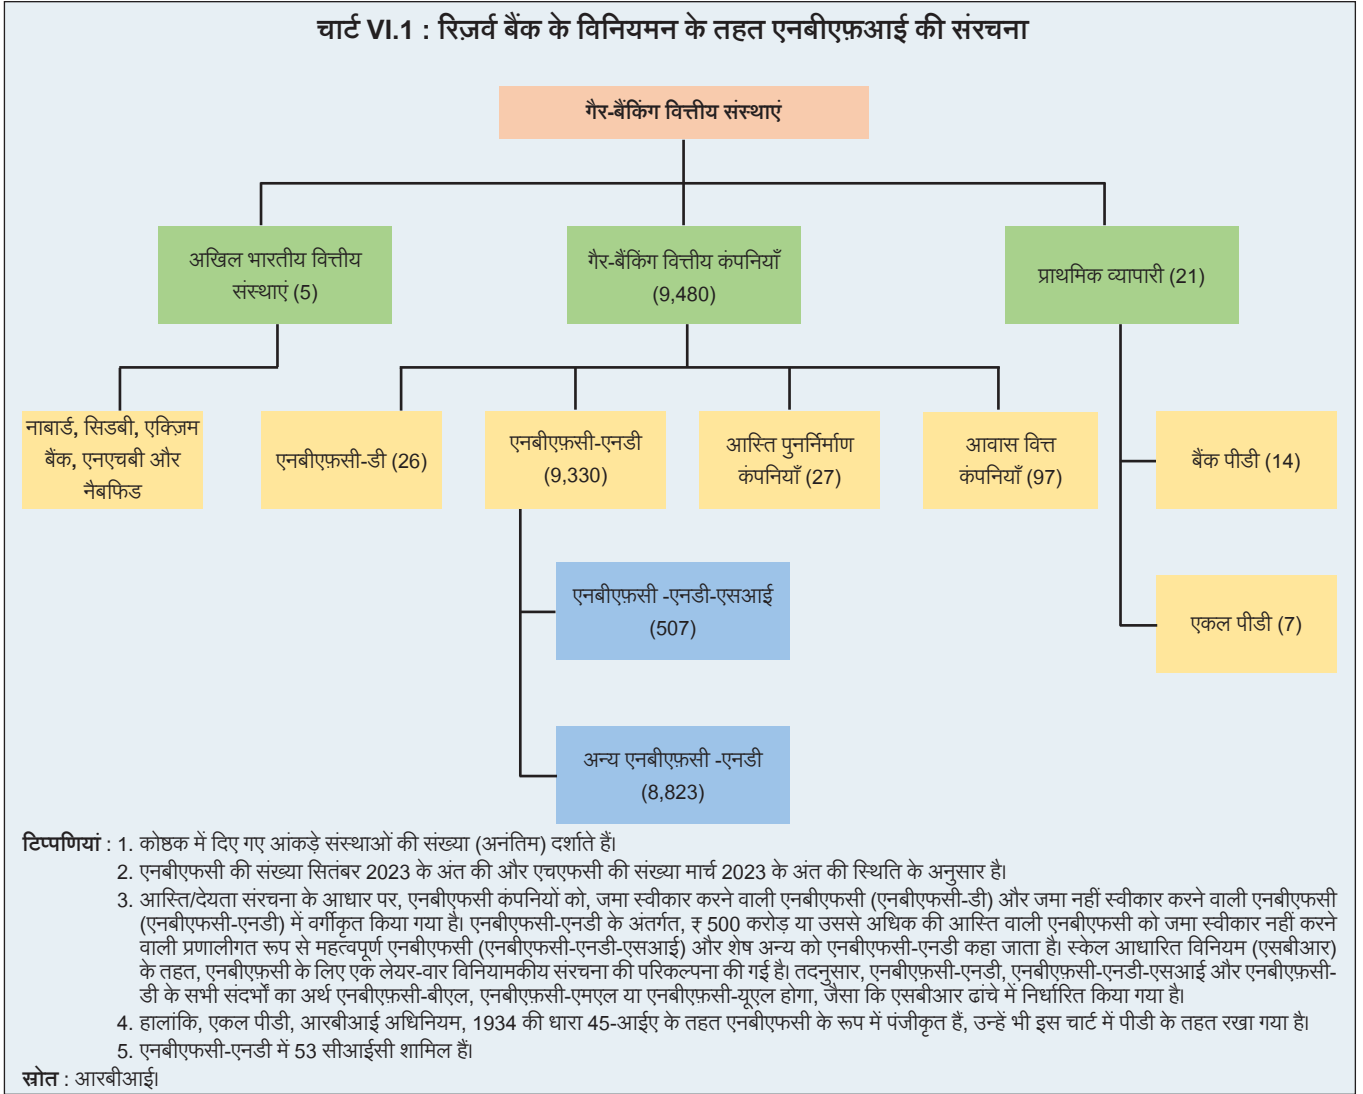 चार्ट VI.1 : रिज़र्व बैंक के विनियमन के तहत एनबीएफ़आई की संरचना
गैर-बैंकिंग वित्तीय संस्थाएं
अखिल भारतीय वित्तीय
संस्थाएं (5)
गैर-बैंकिंग वित्तीय कंपनियाँ
(9,480)
प्राथमिक व्यापारी (21)
नाबार्ड, सिडबी, एक्ज़िम
बैंक, एनएचबी और
नैबफिड
एनबीएफ़सी-डी (26)
एनबीएफ़सी-एनडी
(9,330)
आस्ति पुनर्निर्माण
कंपनियाँ (27)
आवास वित्त
कंपनियाँ (97)
बैंक पीडी (14)
एनबीएफ़सी -एनडी-एसआई
(507)
एकल पीडी (7)
अन्य एनबीएफ़सी -एनडी
(8,823)
टिप्पणियां : 1. कोष्ठक में दिए गए आंकड़े संस्थाओं की संख्या (अनंतिम) दर्शाते हैं।
2. एनबीएफसी की संख्या सितंबर 2023 के अंत की और एचएफसी की संख्या मार्च 2023 के अंत की स्थिति के अनुसार है।
3. आस्ति/देयता संरचना के आधार पर, एनबीएफसी कंपनियों को, जमा स्वीकार करने वाली एनबीएफसी (एनबीएफसी-डी) और जमा नहीं स्वीकार करने वाली एनबीएफसी
(एनबीएफसी-एनडी) में वर्गीकृत किया गया है। एनबीएफसी-एनडी के अंतर्गत, ₹ 500 करोड़ या उससे अधिक की आस्ति वाली एनबीएफसी को जमा स्वीकार नहीं करने
वाली प्रणालीगत रूप से महत्वपूर्ण एनबीएफसी (एनबीएफसी-एनडी-एसआई) और शेष अन्य को एनबीएफसी-एनडी कहा जाता है। स्केल आधारित विनियम (एसबीआर)
के तहत, एनबीएफ़सी के लिए एक लेयर-वार विनियामकीय संरचना की परिकल्पना की गई है। तदनुसार, एनबीएफ़सी-एनडी, एनबीएफ़सी-एनडी-एसआई और एनबीएफ़सी-
डी के सभी संदर्भों का अर्थ एनबीएफसी-बीएल, एनबीएफसी-एमएल या एनबीएफसी-यूएल होगा, जैसा कि एसबीआर ढांचे में निर्धारित किया गया है।
4. हालांकि, एकल पीडी, आरबीआई अधिनियम, 1934 की धारा 45-आईए के तहत एनबीएफसी के रूप में पंजीकृत हैं, उन्हें भी इस चार्ट में पीडी के तहत रखा गया है।
5. एनबीएफसी-एनडी में 53 सीआईसी शामिल हैं।
स्रोत : आरबीआई।